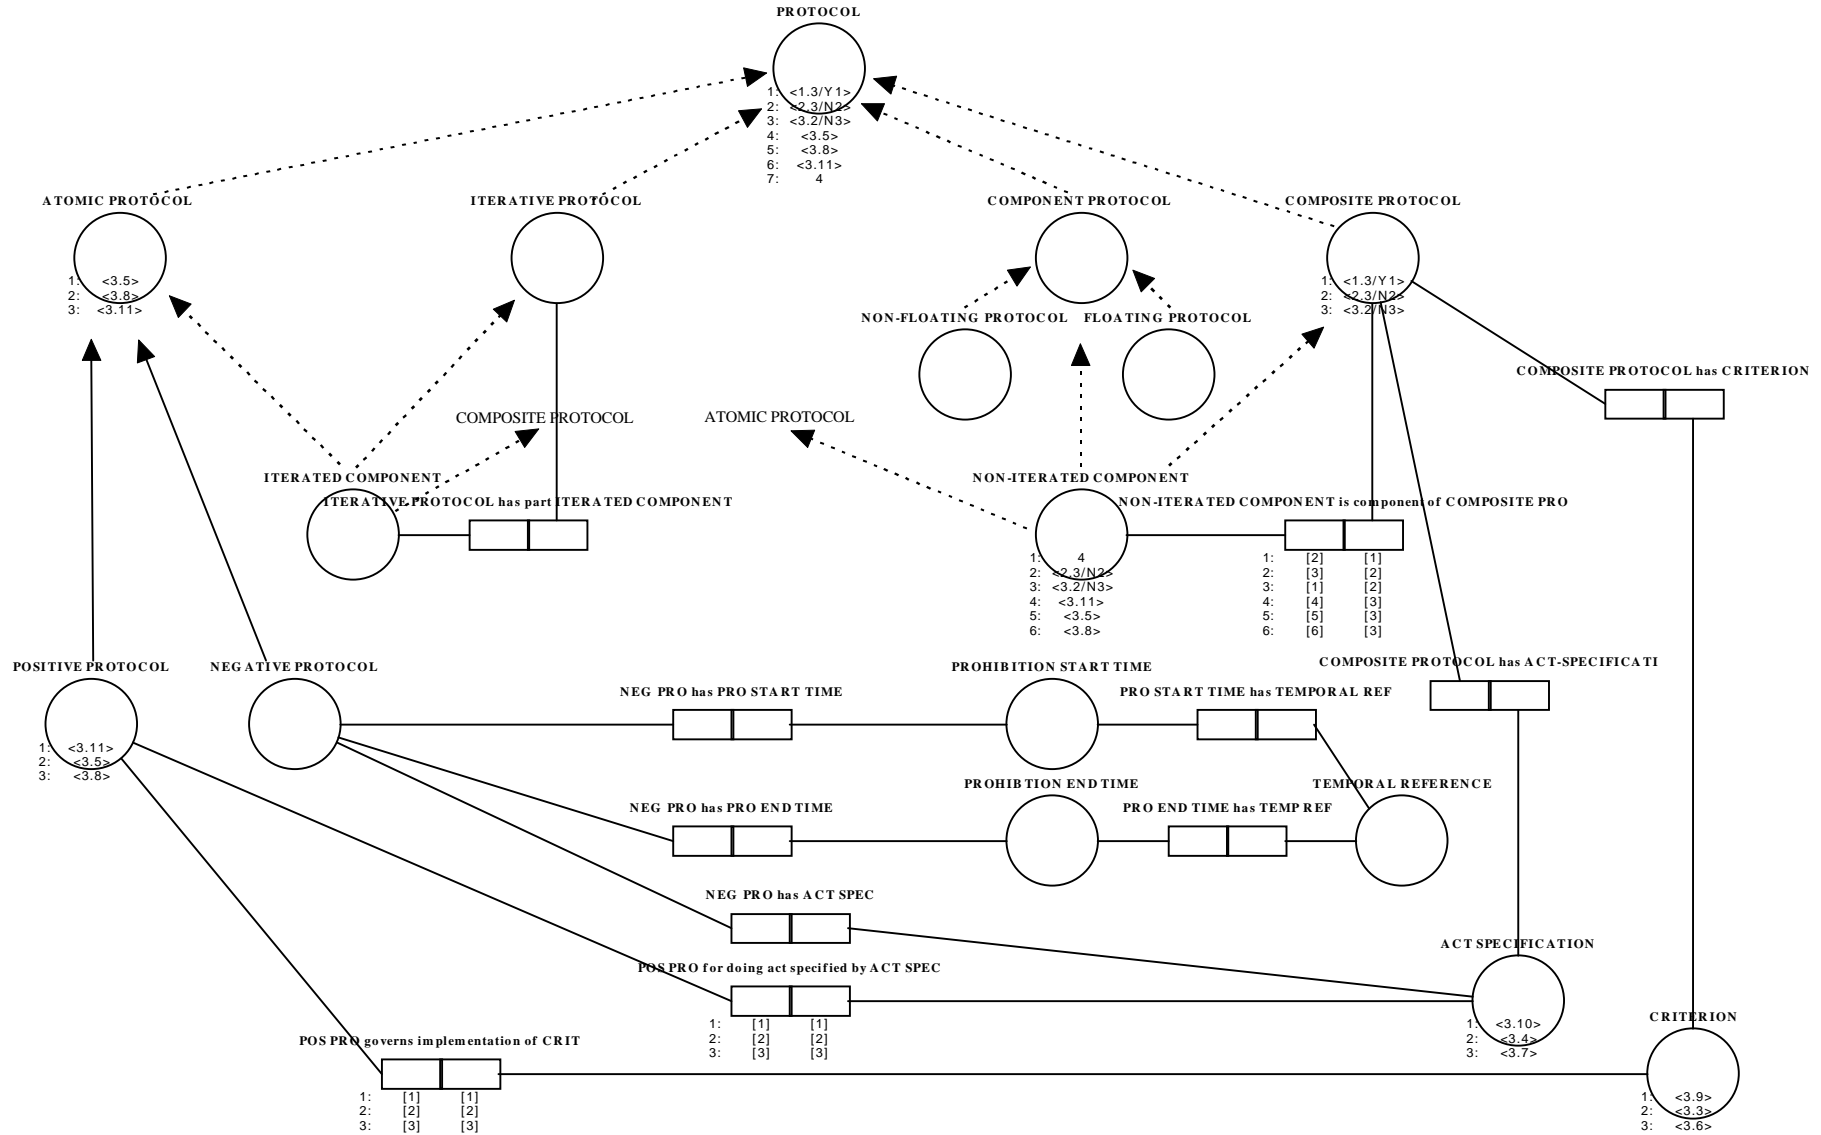 PROTOCOL
1: <1.3/Y1>
2: <2.3/N2>
3: <3.2/N3>
4: <3.5>
5: <3.8>
6: <3.11>
7: 4
ATOMIC PROTOCOL
1: <3.5>
2: <3.8>
3: <3.11>
ITERATIVE PROTOCOL
COMPONENT PROTOCOL
COMPOSITE PROTOCOL
1: <1.3/Y1>
2: <2.3/N2>
3: <3.2/N3>
NON-FLOATING PROTOCOL
FLOATING PROTOCOL
COMPOSITE PROTOCOL has CRITERION
COMPOSITE PROTOCOL
ATOMIC PROTOCOL
ITERATED COMPONENT
ITERATIVE PROTOCOL has part ITERATED COMPONENT
NON-ITERATED COMPONENT
1: 4
2: <2.3/N2>
3: <3.2/N3>
4: <3.11>
5: <3.5>
6: <3.8>
NON-ITERATED COMPONENT is component of COMPOSITE PRO
1: [2] [1]
2: [3] [2]
3: [1] [2]
4: [4] [3]
5: [5] [3]
6: [6] [3]
POSITIVE PROTOCOL
1: <3.11>
2: <3.5>
3: <3.8>
NEGATIVE PROTOCOL
NEG PRO has PRO START TIME
PROHIBITION START TIME
PRO START TIME has TEMPORAL REF
COMPOSITE PROTOCOL has ACT-SPECIFICATI
NEG PRO has PRO END TIME
PROHIBTION END TIME
PRO END TIME has TEMP REF
TEMPORAL REFERENCE
NEG PRO has ACT SPEC
POS PRO for doing act specified by ACT SPEC
1: [1] [1]
2: [2] [2]
3: [3] [3]
ACT SPECIFICATION
1: <3.10>
2: <3.4>
3: <3.7>
POS PRO governs implementation of CRIT
1: [1] [1]
2: [2] [2]
3: [3] [3]
CRITERION
1: <3.9>
2: <3.3>
3: <3.6>